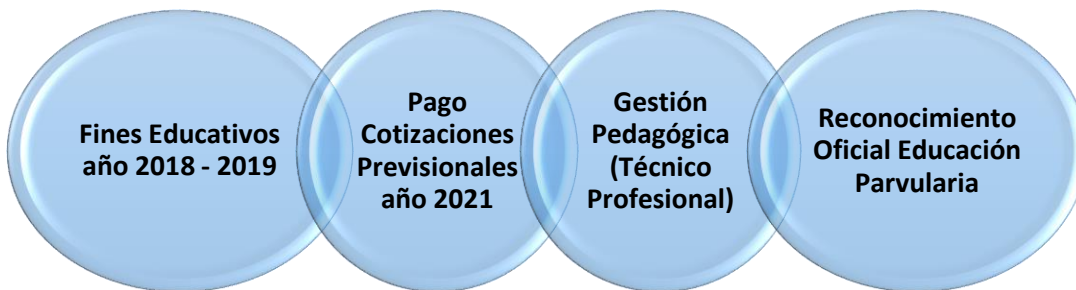 Fines Educativos
año 2018 - 2019
Pago
Cotizaciones
Previsionales
año 2021
Gestión
Pedagógica
(Técnico
Profesional)
Reconocimiento
Oficial Educación
Parvularia